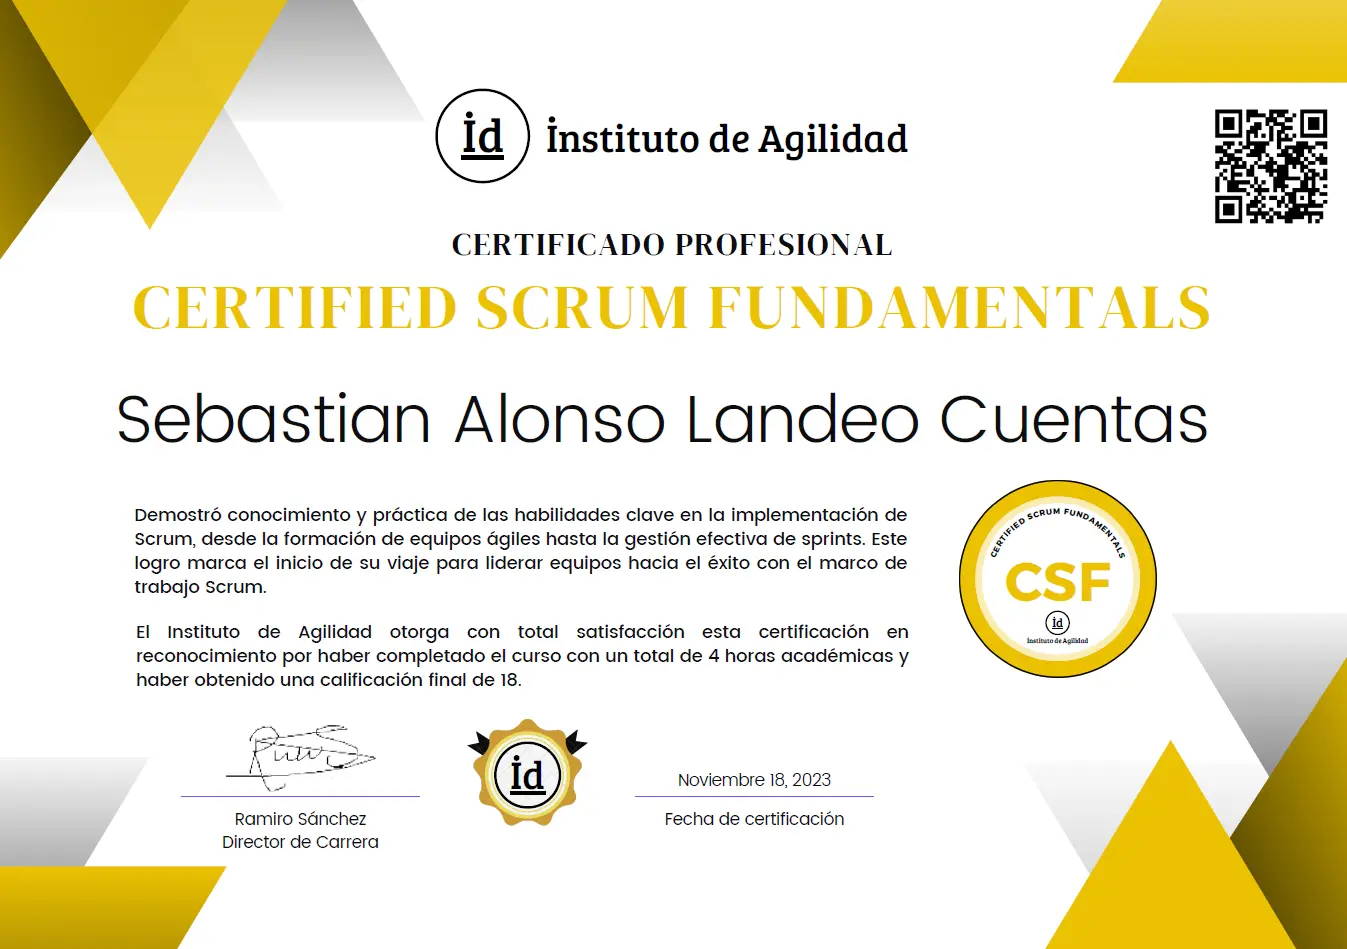 id
instituto de Agilidad
CERTIFICADO PROFESIONAL
CERTIFIED SCRUM FUNDAMENTALS
Sebastian Alonso Landeo Cuentas
Demostró conocimiento y práctica de las habilidades clave en la implementación de
Scrum, desde la formación de equipos ágiles hasta la gestión efectiva de sprints. Este
logro marca el inicio de su viaje para liderar equipos hacia el éxito con el marco de
trabajo Scrum.
El Instituto de Agilidad otorga con total satisfacción esta certificación en
reconocimiento por haber completado el curso con un total de 4 horas académicas y
haber obtenido una calificación final de 18.
CERTIFIED SCRUM FUNDAMENTALS
CSF
id
instituto de Agilidad
id
Ramiro Sánchez
Director de Carrera
Noviembre 18, 2023
Fecha de certificación